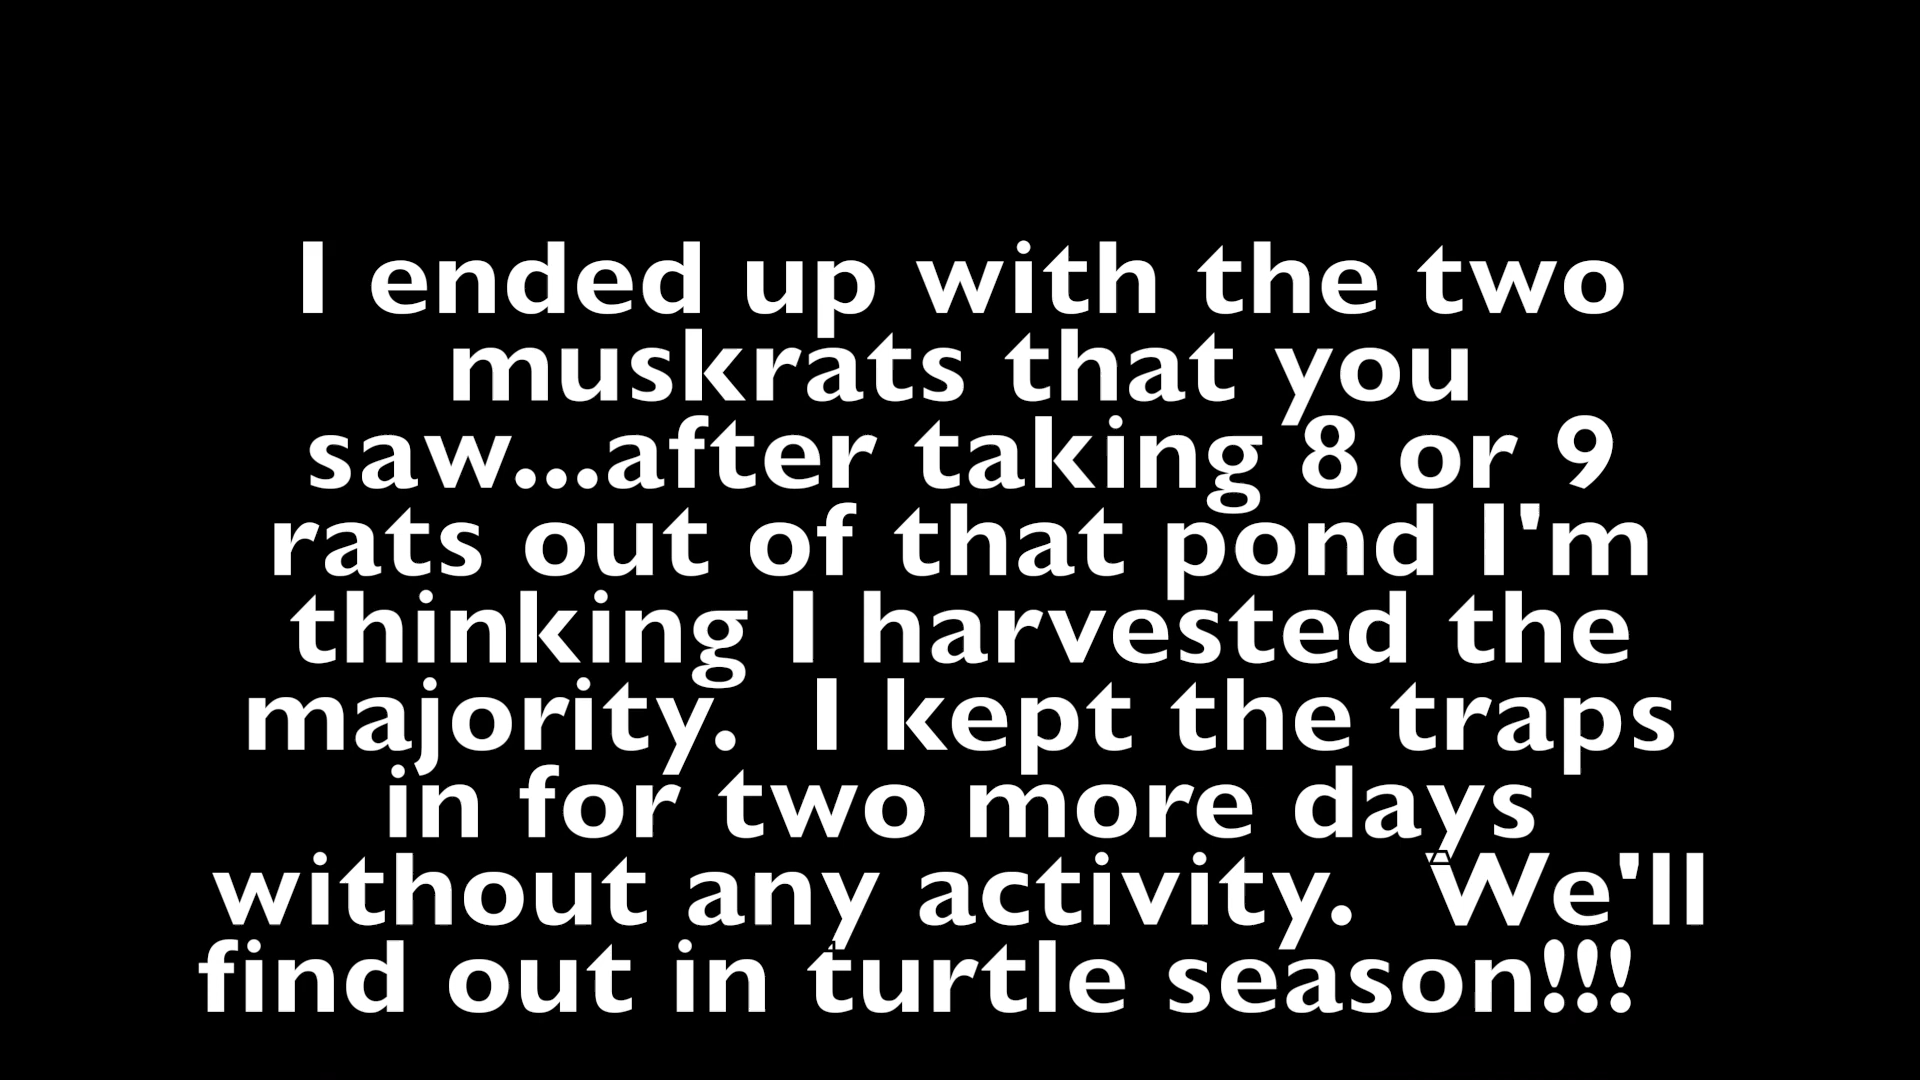 I ended up with the two
muskrats that you
saw...after taking 8 or 9
rats out of that pond I'm
thinking I harvested the
majority.  I kept the traps
in for two more days
without any activity.  We'll
find out in turtle season!!!